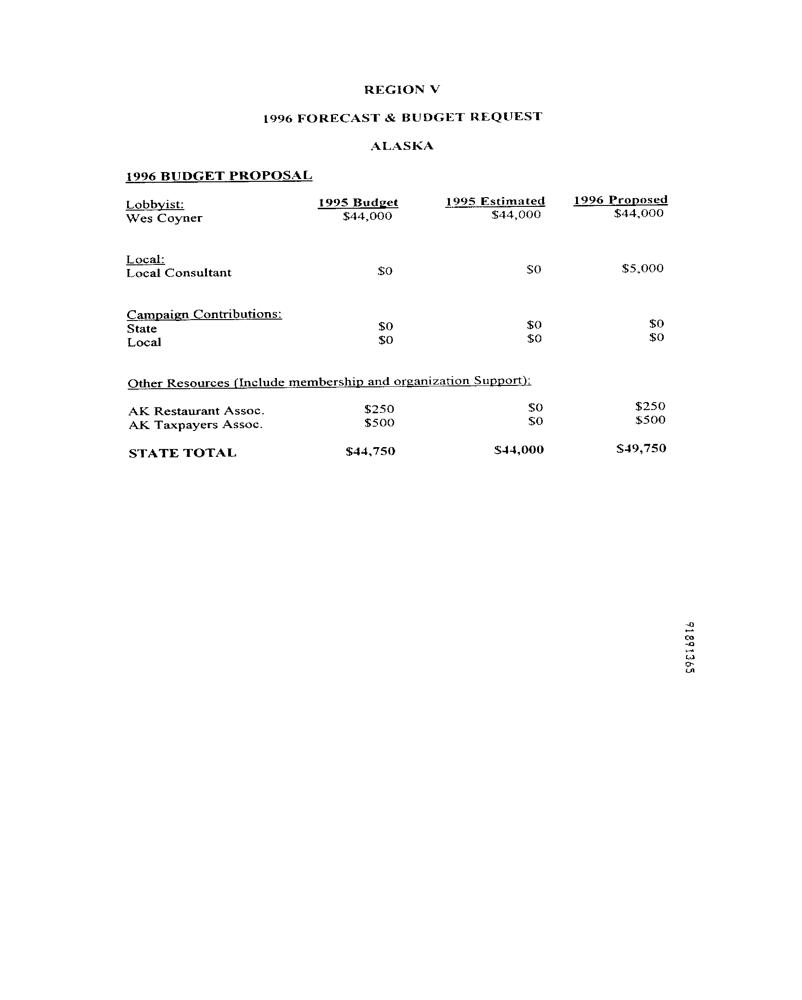 REGION V
1996 FORECAST & BUDGET REQUEST
ALASKA
1996 BUDGET PROPOSAL
Lobbyist: 1995 Budget 1995 Estimated 1996 Proposed
Wes Coyner $44,000 $44,000 $44,000
Local:
Local Consultant $0 $0 $5,000
Campaign Contributions:
State $0 $0 $0
Local $0 $0 $0
Other Resources (Include membership and organization Support):
AK Restaurant Assoc. $250 $0 $250
AK Taxpayers Assoc. $500 $0 $500
STATE TOTAL $44,750 $44,000 $49,750
91891365